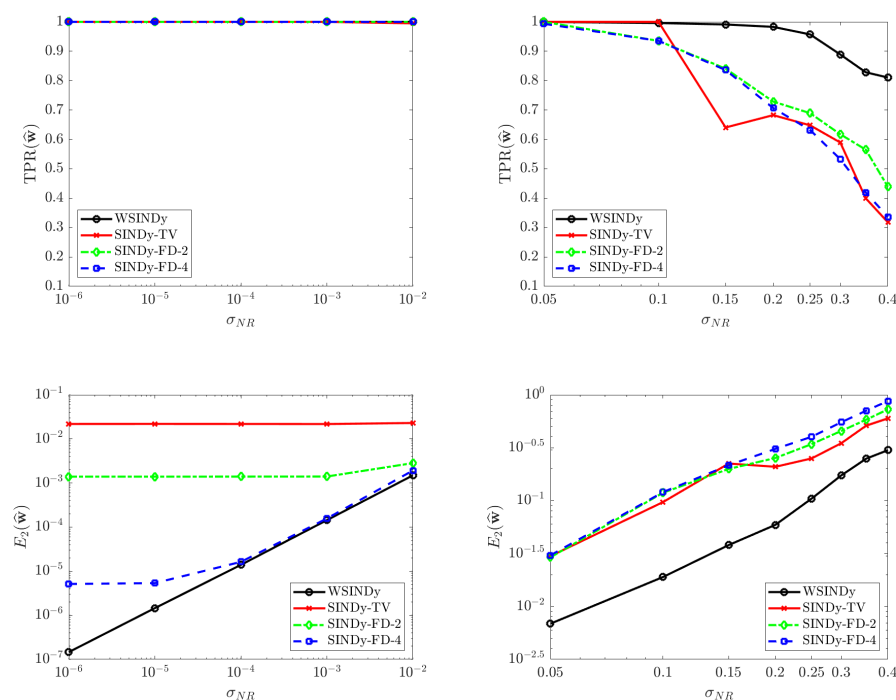 1
0.9
0.8
0.7
0.6
0.5
0.4
0.3
0.2
0.1
TPR(ŵ)
WSINDy
SINDy-TV
SINDy-FD-2
SINDy-FD-4
10⁻⁶ 10⁻⁵ 10⁻⁴ 10⁻³ 10⁻²
σ_NR
1
0.9
0.8
0.7
0.6
0.5
0.4
0.3
0.2
0.1
TPR(ŵ)
WSINDy
SINDy-TV
SINDy-FD-2
SINDy-FD-4
0.05 0.1 0.15 0.2 0.25 0.3 0.4
σ_NR
10⁻¹
10⁻²
10⁻³
10⁻⁴
10⁻⁵
10⁻⁶
10⁻⁷
E₂(ŵ)
WSINDy
SINDy-TV
SINDy-FD-2
SINDy-FD-4
10⁻⁶ 10⁻⁵ 10⁻⁴ 10⁻³ 10⁻²
σ_NR
10⁰
10⁻⁰·⁵
10⁻¹
10⁻¹·⁵
10⁻²
10⁻²·⁵
E₂(ŵ)
WSINDy
SINDy-TV
SINDy-FD-2
SINDy-FD-4
0.05 0.1 0.15 0.2 0.25 0.3 0.4
σ_NR